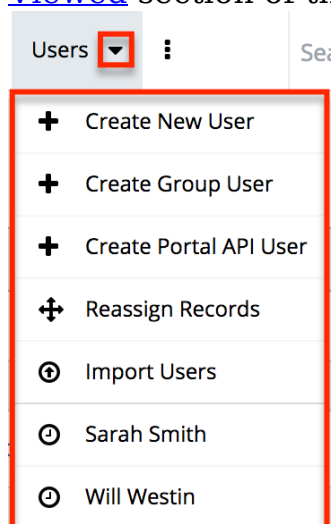 Viewed section of th
Users
Sea
Create New User
Create Group User
Create Portal API User
Reassign Records
Import Users
Sarah Smith
Will Westin